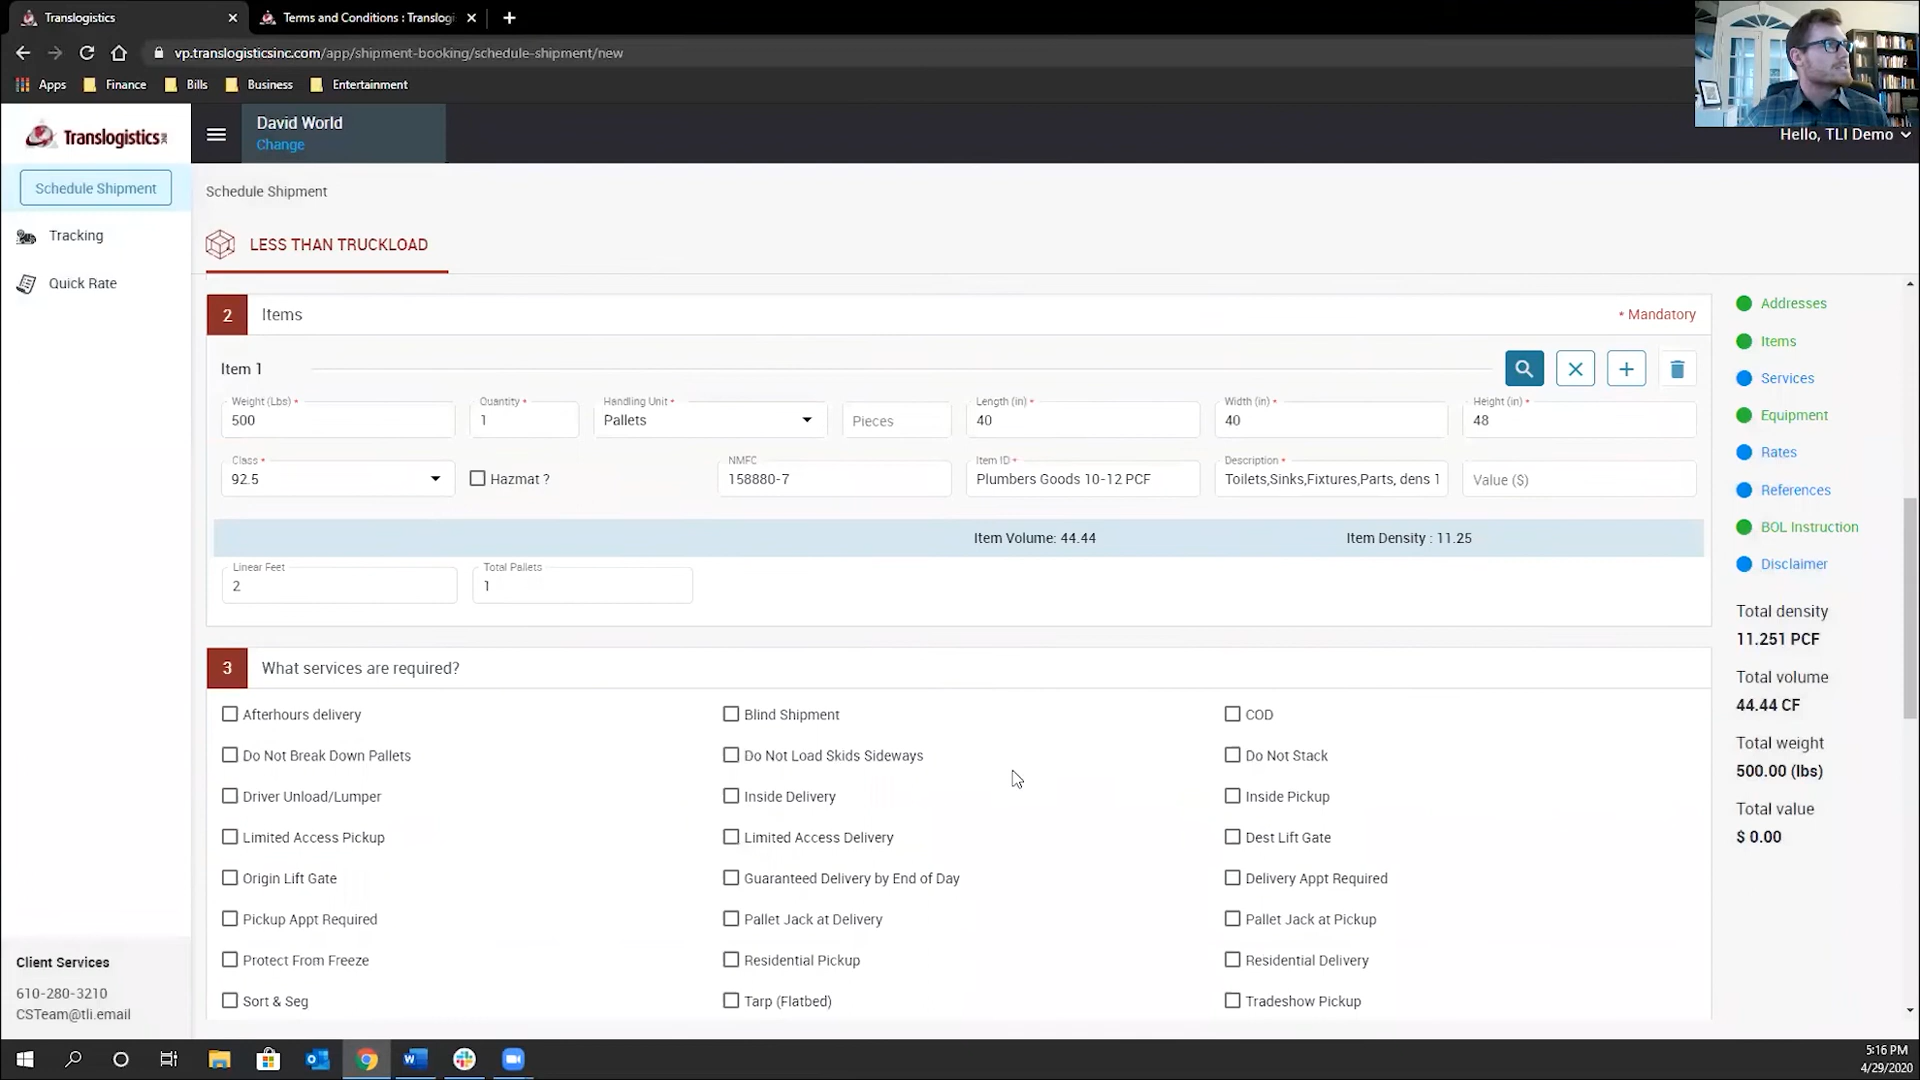 Translogistics
Terms and Conditions : Translogi
vp.translogisticsinc.com/app/shipment-booking/schedule-shipment/new
Apps
Finance
Bills
Business
Entertainment
Translogistics
David World
Change
Hello, TLI Demo
Schedule Shipment
Tracking
Quick Rate
Schedule Shipment
LESS THAN TRUCKLOAD
2 Items
* Mandatory
Item 1
Weight (Lbs) *
500
Quantity *
1
Handling Unit *
Pallets
Pieces
Length (in) *
40
Width (in) *
40
Height (in) *
48
Class *
92.5
Hazmat ?
NMFC
158880-7
Item ID *
Plumbers Goods 10-12 PCF
Description *
Toilets,Sinks,Fixtures,Parts, dens 1
Value ($)
Item Volume: 44.44
Item Density : 11.25
Linear Feet
2
Total Pallets
1
3 What services are required?
Afterhours delivery
Blind Shipment
COD
Do Not Break Down Pallets
Do Not Load Skids Sideways
Do Not Stack
Driver Unload/Lumper
Inside Delivery
Inside Pickup
Limited Access Pickup
Limited Access Delivery
Dest Lift Gate
Origin Lift Gate
Guaranteed Delivery by End of Day
Delivery Appt Required
Pickup Appt Required
Pallet Jack at Delivery
Pallet Jack at Pickup
Protect From Freeze
Residential Pickup
Residential Delivery
Sort & Seg
Tarp (Flatbed)
Tradeshow Pickup
Addresses
Items
Services
Equipment
Rates
References
BOL Instruction
Disclaimer
Total density
11.251 PCF
Total volume
44.44 CF
Total weight
500.00 (lbs)
Total value
$ 0.00
Client Services
610-280-3210
CSTeam@tli.email
5:16 PM
4/29/2020